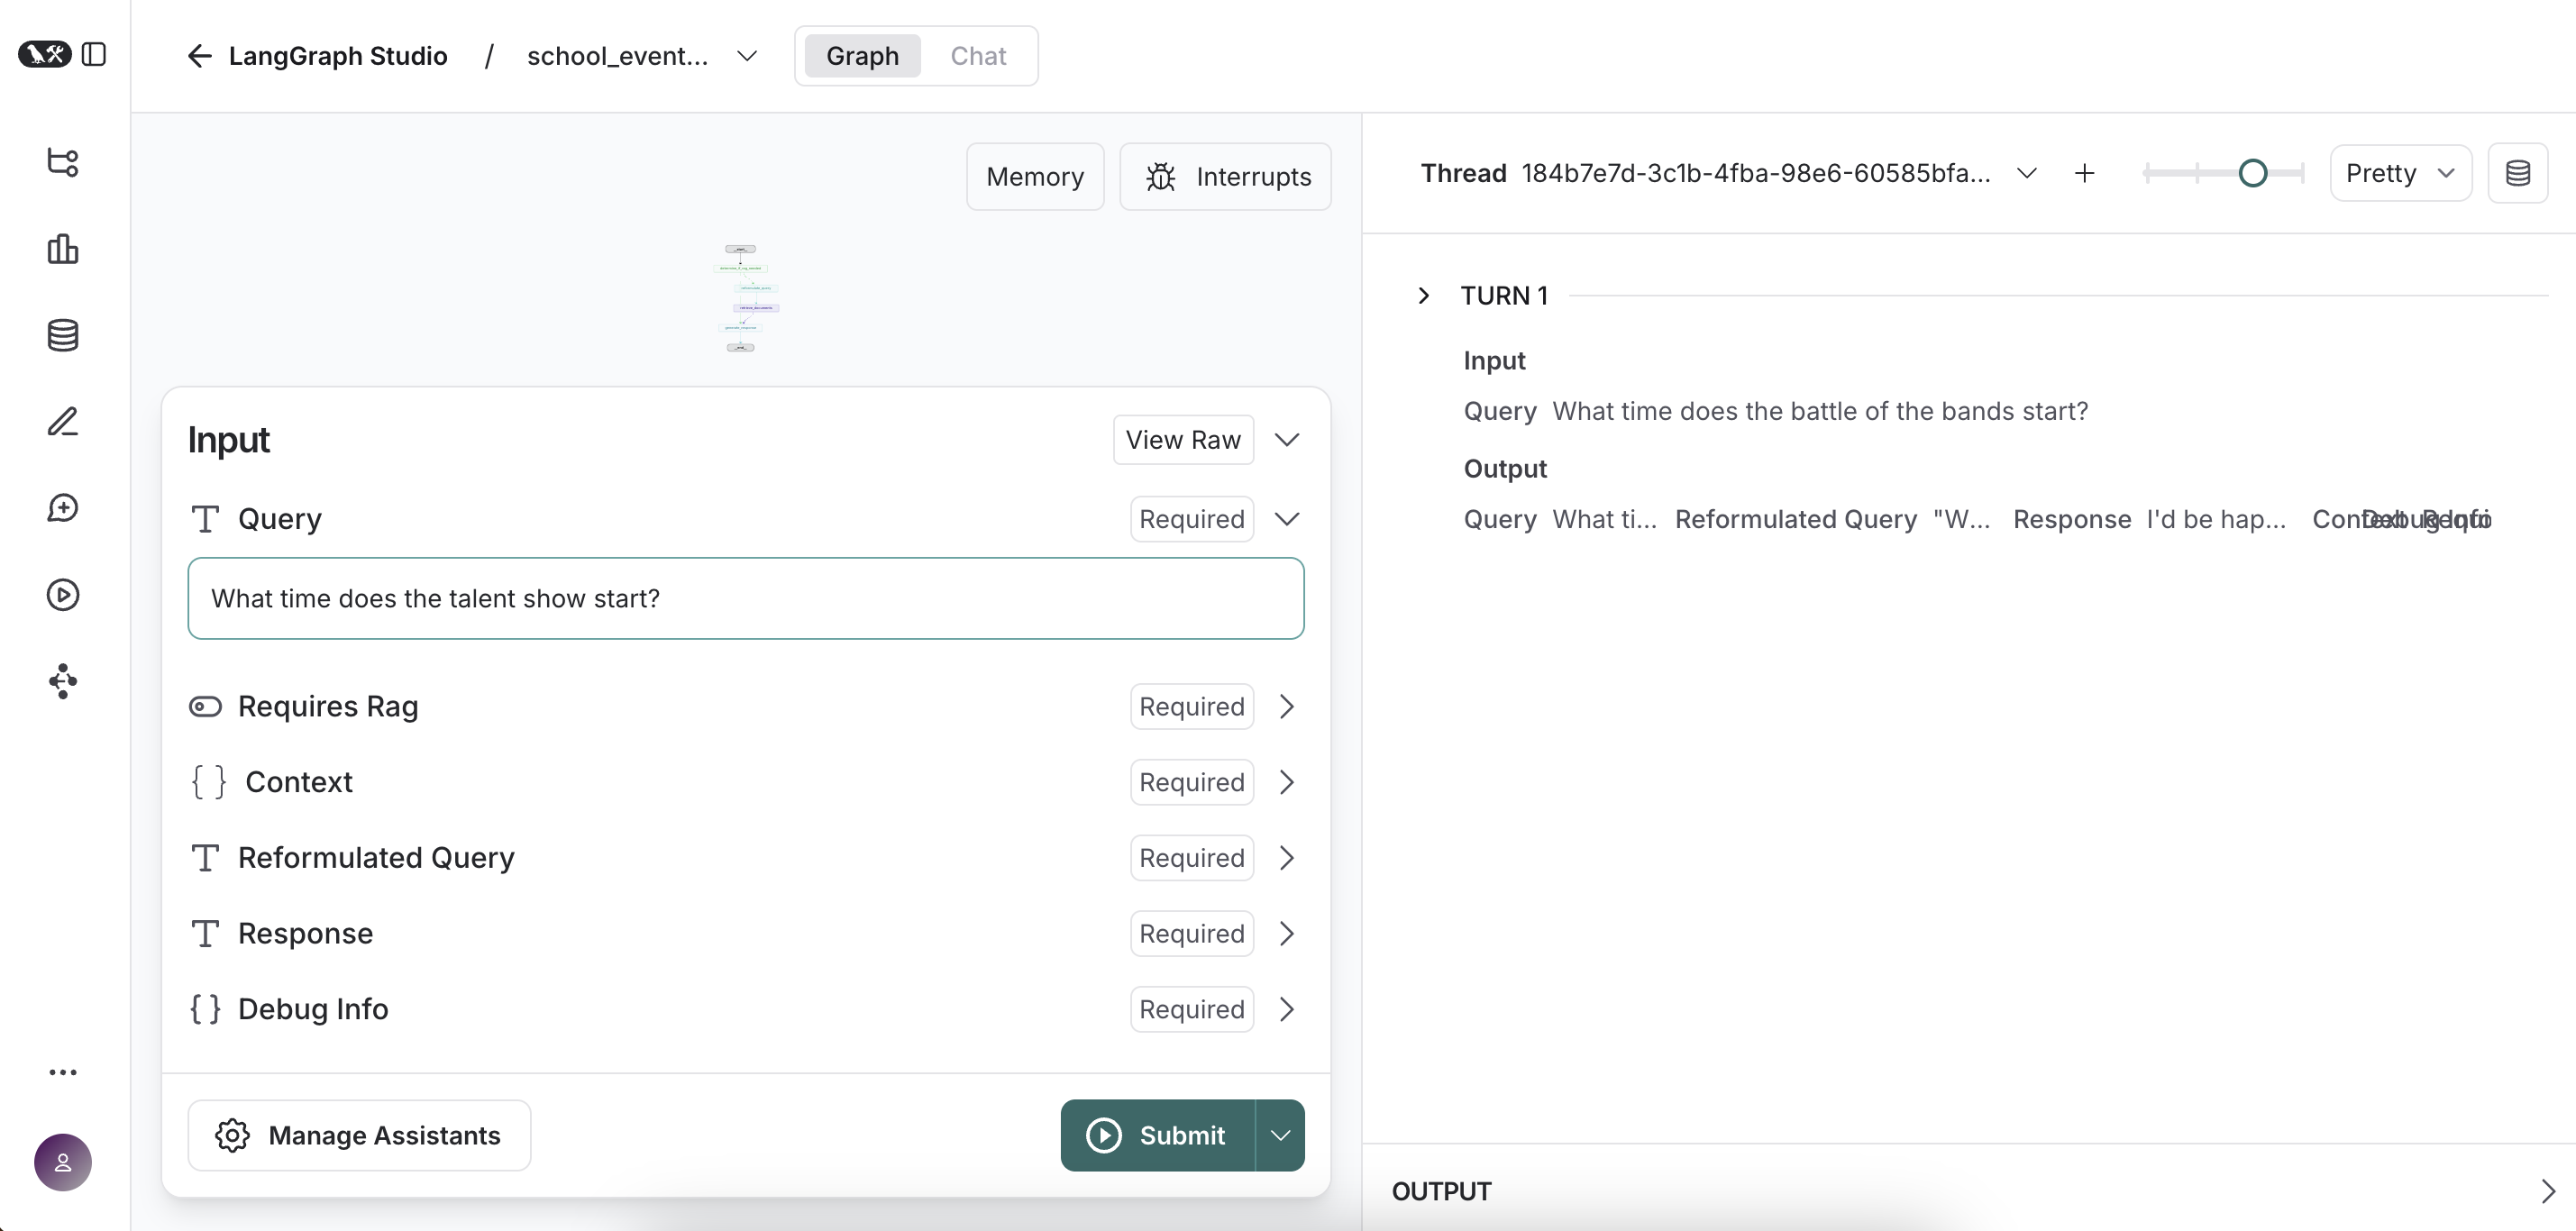 LangGraph Studio / school_event... Graph Chat
Memory Interrupts
Input View Raw
Query Required
What time does the talent show start?
Requires Rag Required
Context Required
Reformulated Query Required
Response Required
Debug Info Required
Manage Assistants Submit
Thread 184b7e7d-3c1b-4fba-98e6-60585bfa... Pretty
TURN 1
Input
Query What time does the battle of the bands start?
Output
Query What ti... Reformulated Query "W... Response I'd be hap...
OUTPUT